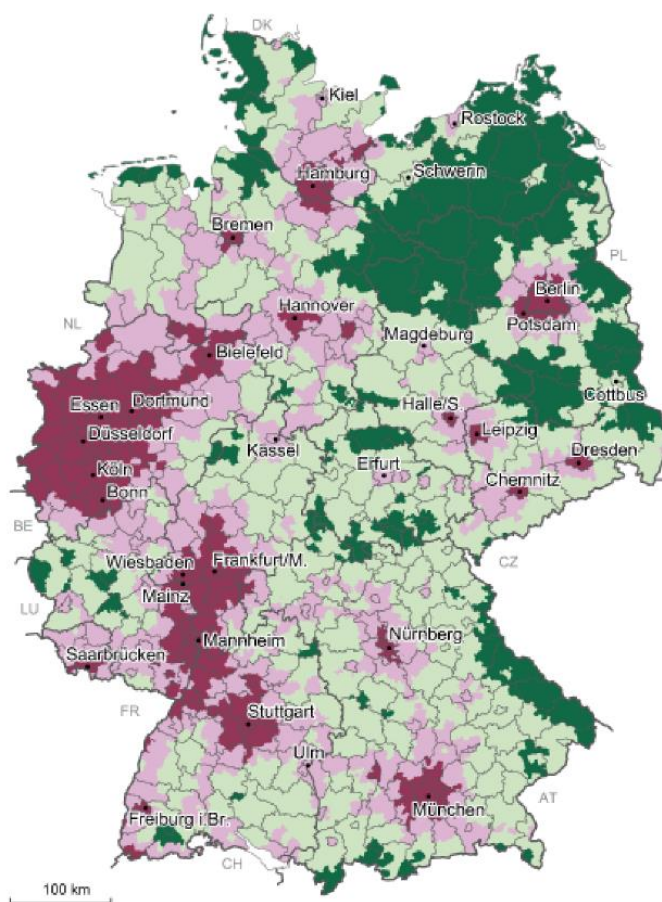 DK
Kiel
Rostock
Hamburg
Schwerin
Bremen
PL
Berlin
Hannover
NL
Potsdam
Magdeburg
Bielefeld
Cottbus
Essen
Dortmund
Halle/S.
Düsseldorf
Leipzig
Kassel
Dresden
Köln
Erfurt
Chemnitz
Bonn
BE
Wiesbaden
Frankfurt/M.
CZ
Mainz
LU
Mannheim
Nürnberg
Saarbrücken
FR
Stuttgart
Ulm
AT
München
Freiburg i.Br.
CH
100 km